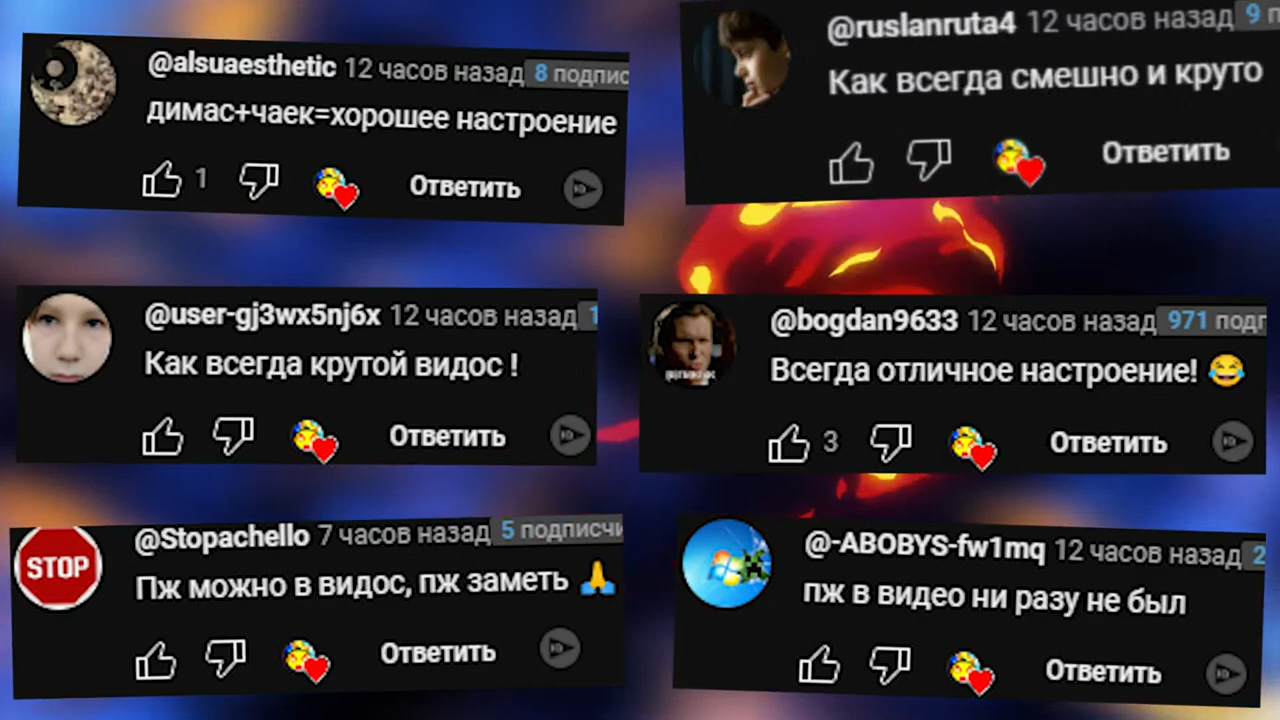 @alsuaesthetic 12 часов назад 8 подпис
димас+чаек=хорошее настроение
1 Ответить
@ruslanruta4 12 часов назад 9 п
Как всегда смешно и круто
Ответить
@user-gj3wx5nj6x 12 часов назад 1
Как всегда крутой видос !
Ответить
@bogdan9633 12 часов назад 971 подп
Всегда отличное настроение! 😂
3 Ответить
STOP
@Stopachello 7 часов назад 5 подписчи
Пж можно в видос, пж заметь 🙏
Ответить
@-ABOBYS-fw1mq 12 часов назад 2
пж в видео ни разу не был
Ответить